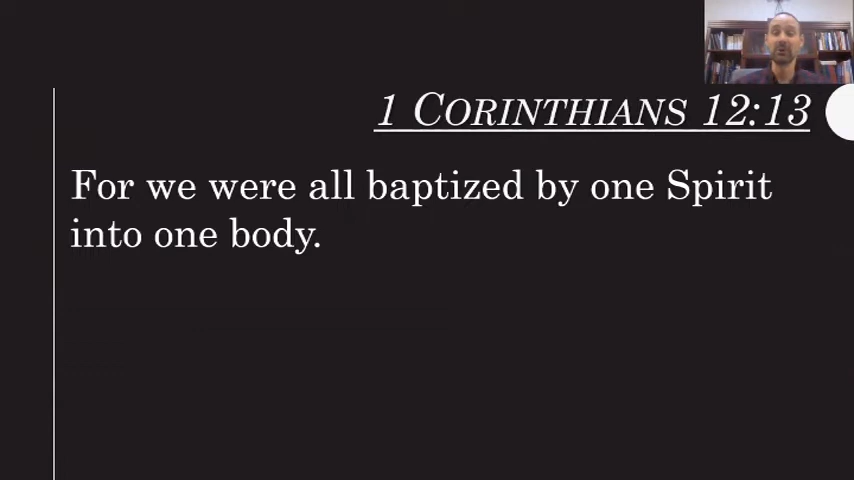 1 CORINTHIANS 12:13
For we were all baptized by one Spirit
into one body.